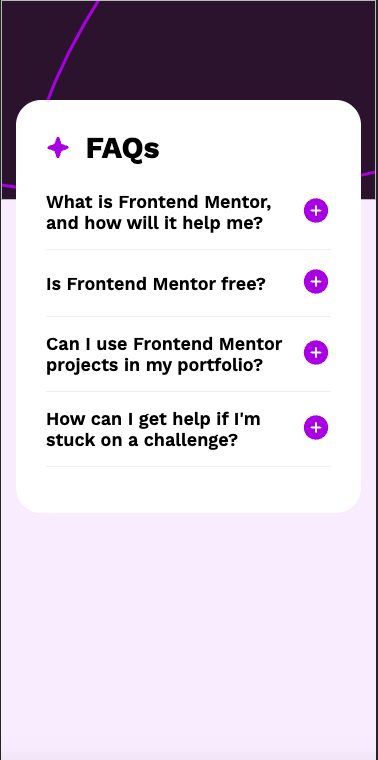 FAQs
What is Frontend Mentor,
and how will it help me?
Is Frontend Mentor free?
Can I use Frontend Mentor
projects in my portfolio?
How can I get help if I'm
stuck on a challenge?